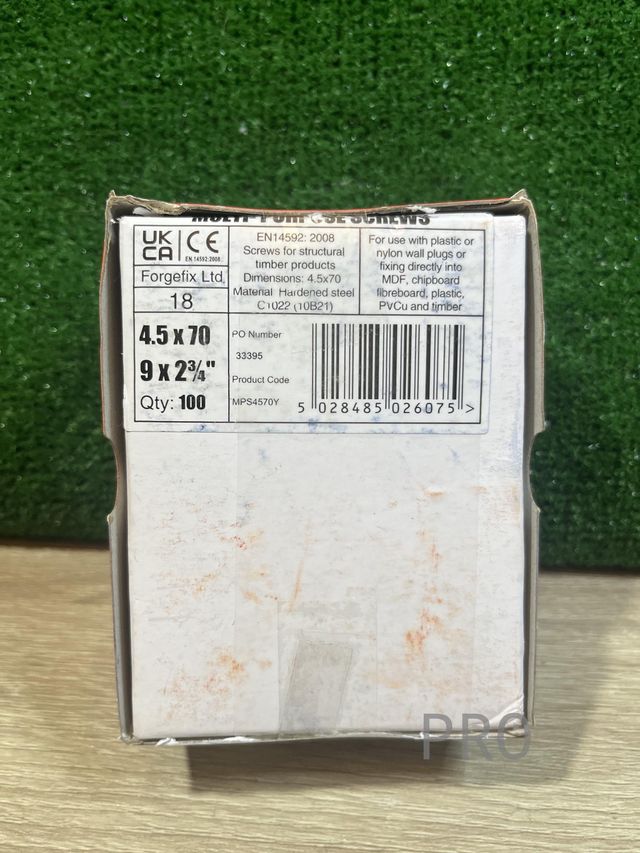 MULTI-PURPOSE SCREWS
UK CA CE
EN 14592:2008
Forgefix Ltd
18
EN14592: 2008
Screws for structural
timber products
Dimensions: 4.5x70
Material Hardened steel
C1022 (10B21)
For use with plastic or
nylon wall plugs or
fixing directly into
MDF, chipboard
fibreboard, plastic,
PVCu and timber
4.5 x 70
9 x 2¾"
Qty: 100
PO Number
33395
Product Code
MPS4570Y
5 028485 026075 >
PRO